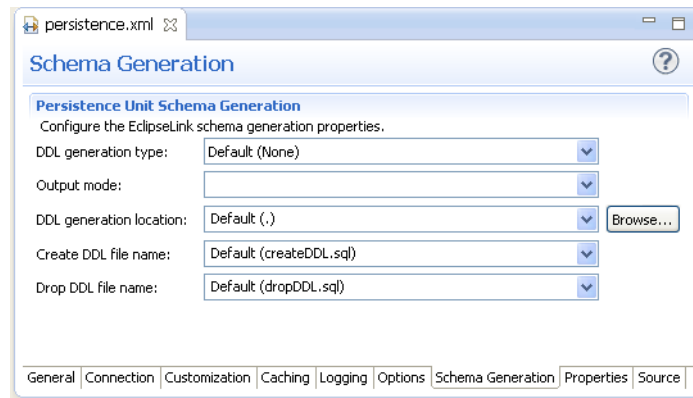 persistence.xml
Schema Generation
?
Persistence Unit Schema Generation
Configure the EclipseLink schema generation properties.
DDL generation type: Default (None)
Output mode:
DDL generation location: Default (.) Browse...
Create DDL file name: Default (createDDL.sql)
Drop DDL file name: Default (dropDDL.sql)
General Connection Customization Caching Logging Options Schema Generation Properties Source